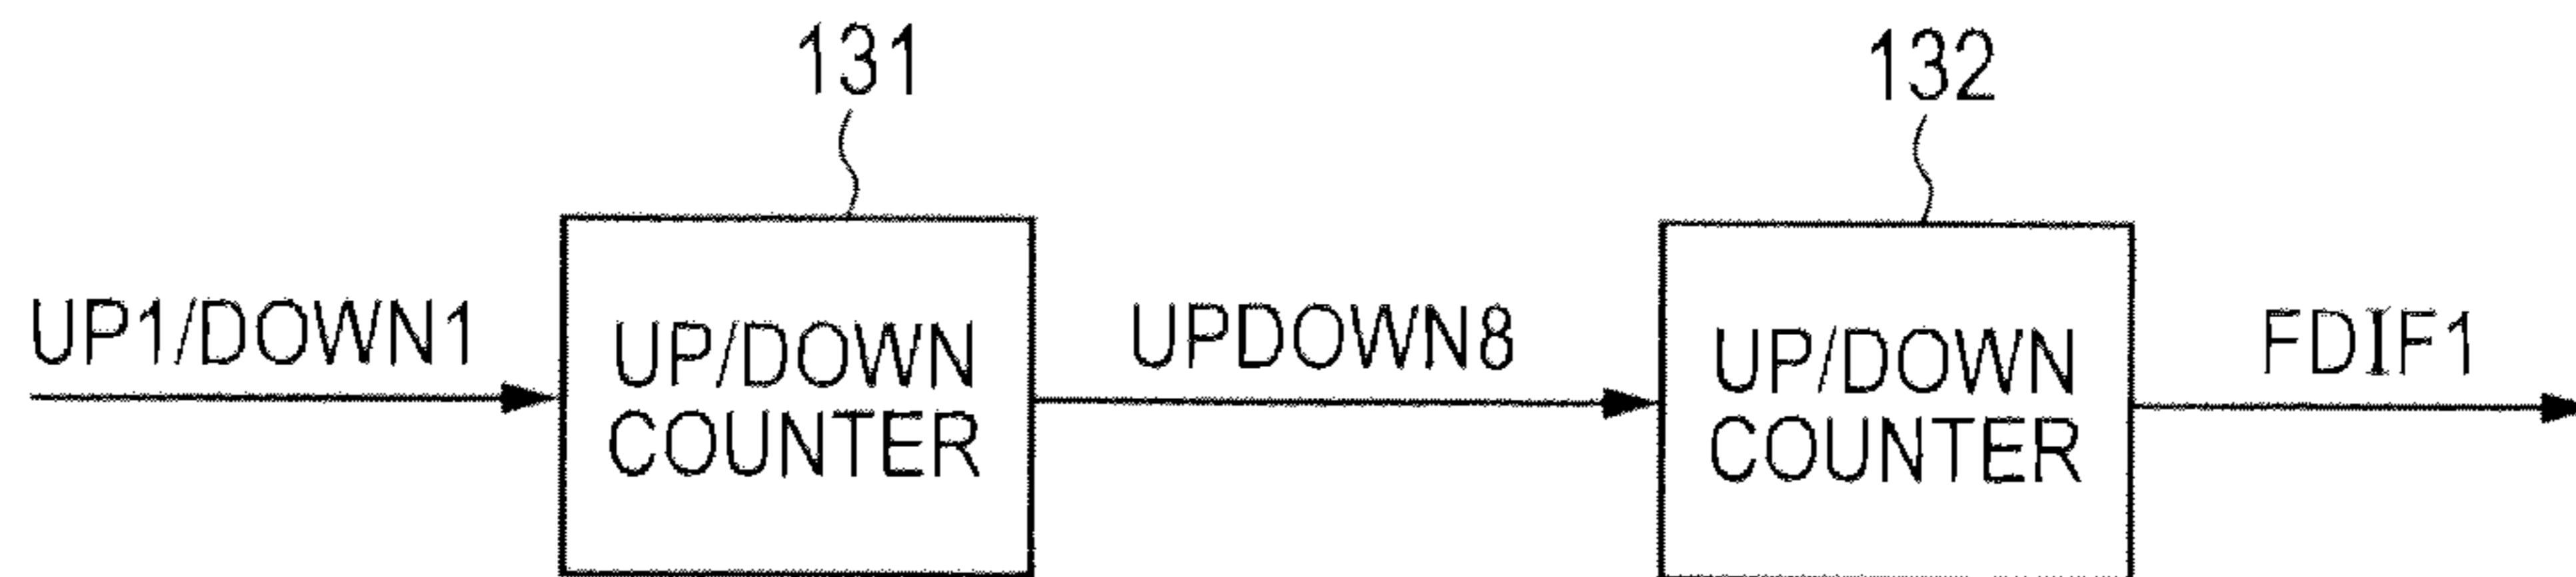 131
132
UP1/DOWN1
UP/DOWN
COUNTER
UPDOWN8
UP/DOWN
COUNTER
FDIF1